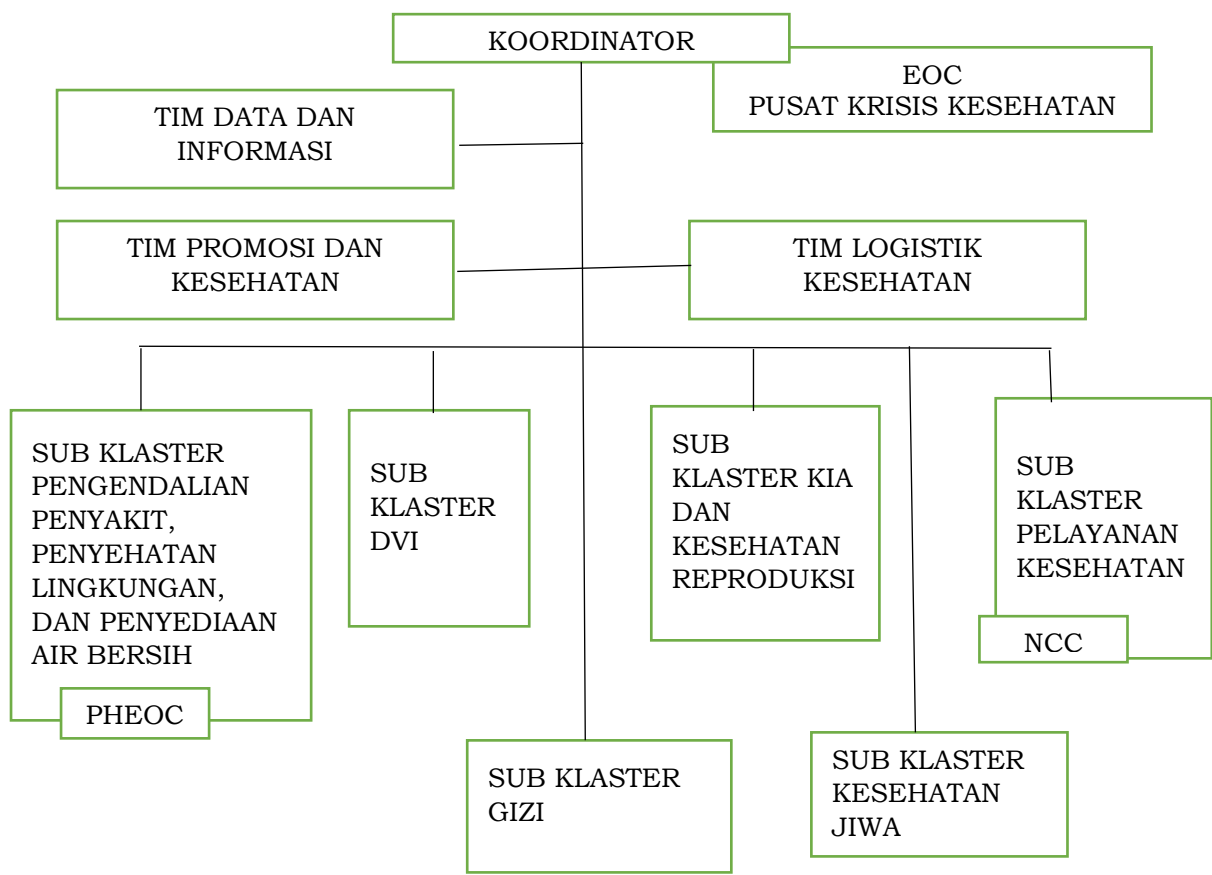 KOORDINATOR
EOC
PUSAT KRISIS KESEHATAN
TIM DATA DAN
INFORMASI
TIM PROMOSI DAN
KESEHATAN
TIM LOGISTIK
KESEHATAN
SUB KLASTER
PENGENDALIAN
PENYAKIT,
PENYEHATAN
LINGKUNGAN,
DAN PENYEDIAAN
AIR BERSIH
PHEOC
SUB
KLASTER
DVI
SUB
KLASTER KIA
DAN
KESEHATAN
REPRODUKSI
SUB
KLASTER
PELAYANAN
KESEHATAN
NCC
SUB KLASTER
GIZI
SUB KLASTER
KESEHATAN
JIWA